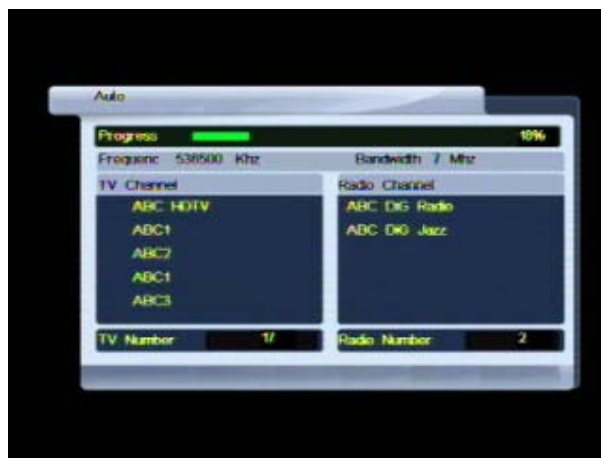 Auto
Progress 18%
Frequenc 536500 Khz Bandwidth 7 Mhz
TV Channel
ABC HDTV
ABC1
ABC2
ABC1
ABC3
TV Number 17
Radio Channel
ABC DiG Radio
ABC DiG Jazz
Radio Number 2